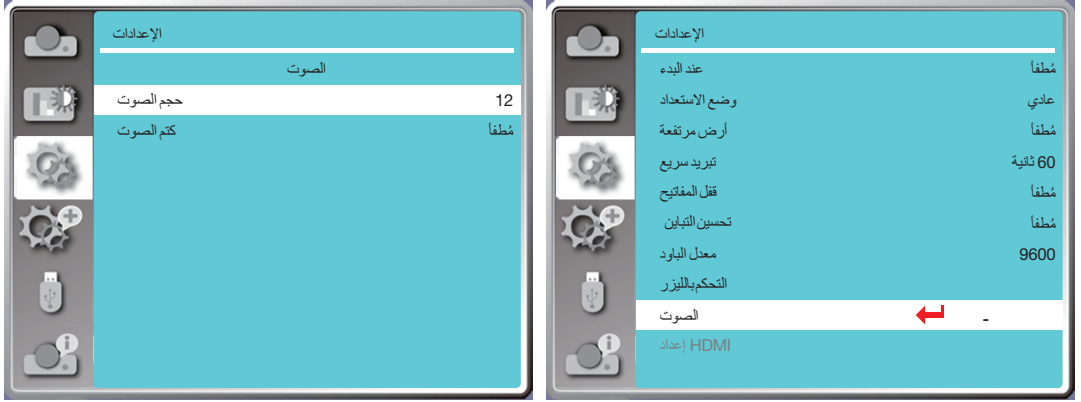 الإعدادات
الصوت
حجم الصوت 12
كتم الصوت مُطفأ
الإعدادات
عند البدء مُطفأ
وضع الاستعداد عادي
أرض مرتفعة مُطفأ
تبريد سريع 60 ثانية
قفل المفاتيح مُطفأ
تحسين التباين مُطفأ
معدل الباود 9600
التحكم بالليزر
الصوت -
إعداد HDMI